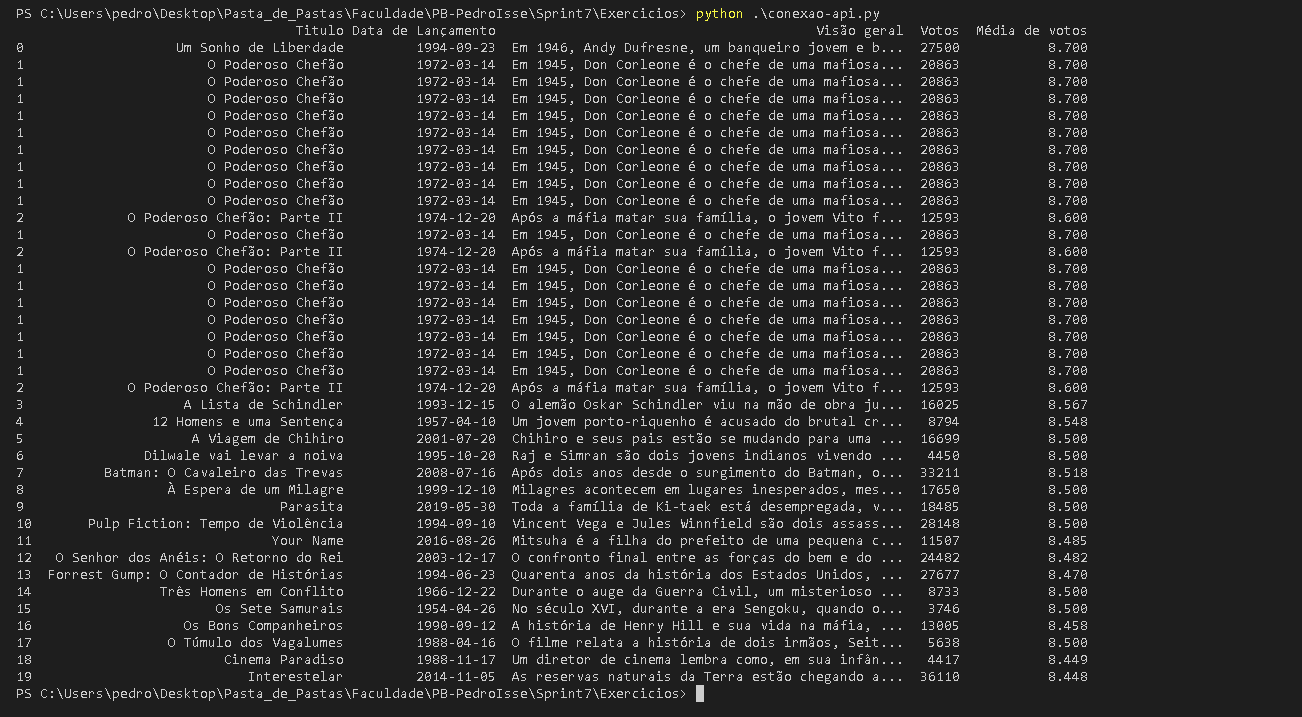 PS C:\Users\pedro\Desktop\Pasta_de_Pastas\Faculdade\PB-PedroIsse\Sprint7\Exercicios> python .\conexao-api.py
Titulo Data de Lançamento Visão geral Votos Média de votos
0 Um Sonho de Liberdade 1994-09-23 Em 1946, Andy Dufresne, um banqueiro jovem e b... 27500 8.700
1 O Poderoso Chefão 1972-03-14 Em 1945, Don Corleone é o chefe de uma mafiosa... 20863 8.700
1 O Poderoso Chefão 1972-03-14 Em 1945, Don Corleone é o chefe de uma mafiosa... 20863 8.700
1 O Poderoso Chefão 1972-03-14 Em 1945, Don Corleone é o chefe de uma mafiosa... 20863 8.700
1 O Poderoso Chefão 1972-03-14 Em 1945, Don Corleone é o chefe de uma mafiosa... 20863 8.700
1 O Poderoso Chefão 1972-03-14 Em 1945, Don Corleone é o chefe de uma mafiosa... 20863 8.700
1 O Poderoso Chefão 1972-03-14 Em 1945, Don Corleone é o chefe de uma mafiosa... 20863 8.700
1 O Poderoso Chefão 1972-03-14 Em 1945, Don Corleone é o chefe de uma mafiosa... 20863 8.700
1 O Poderoso Chefão 1972-03-14 Em 1945, Don Corleone é o chefe de uma mafiosa... 20863 8.700
1 O Poderoso Chefão 1972-03-14 Em 1945, Don Corleone é o chefe de uma mafiosa... 20863 8.700
2 O Poderoso Chefão: Parte II 1974-12-20 Após a máfia matar sua família, o jovem Vito f... 12593 8.600
1 O Poderoso Chefão 1972-03-14 Em 1945, Don Corleone é o chefe de uma mafiosa... 20863 8.700
2 O Poderoso Chefão: Parte II 1974-12-20 Após a máfia matar sua família, o jovem Vito f... 12593 8.600
1 O Poderoso Chefão 1972-03-14 Em 1945, Don Corleone é o chefe de uma mafiosa... 20863 8.700
1 O Poderoso Chefão 1972-03-14 Em 1945, Don Corleone é o chefe de uma mafiosa... 20863 8.700
1 O Poderoso Chefão 1972-03-14 Em 1945, Don Corleone é o chefe de uma mafiosa... 20863 8.700
1 O Poderoso Chefão 1972-03-14 Em 1945, Don Corleone é o chefe de uma mafiosa... 20863 8.700
1 O Poderoso Chefão 1972-03-14 Em 1945, Don Corleone é o chefe de uma mafiosa... 20863 8.700
1 O Poderoso Chefão 1972-03-14 Em 1945, Don Corleone é o chefe de uma mafiosa... 20863 8.700
1 O Poderoso Chefão 1972-03-14 Em 1945, Don Corleone é o chefe de uma mafiosa... 20863 8.700
2 O Poderoso Chefão: Parte II 1974-12-20 Após a máfia matar sua família, o jovem Vito f... 12593 8.600
3 A Lista de Schindler 1993-12-15 O alemão Oskar Schindler viu na mão de obra ju... 16025 8.567
4 12 Homens e uma Sentença 1957-04-10 Um jovem porto-riquenho é acusado do brutal cr... 8794 8.548
5 A Viagem de Chihiro 2001-07-20 Chihiro e seus pais estão se mudando para uma ... 16699 8.500
6 Dilwale vai levar a noiva 1995-10-20 Raj e Simran são dois jovens indianos vivendo ... 4450 8.500
7 Batman: O Cavaleiro das Trevas 2008-07-16 Após dois anos desde o surgimento do Batman, o... 33211 8.518
8 À Espera de um Milagre 1999-12-10 Milagres acontecem em lugares inesperados, mes... 17650 8.500
9 Parasita 2019-05-30 Toda a família de Ki-taek está desempregada, v... 18485 8.500
10 Pulp Fiction: Tempo de Violência 1994-09-10 Vincent Vega e Jules Winnfield são dois assass... 28148 8.500
11 Your Name 2016-08-26 Mitsuha é a filha do prefeito de uma pequena c... 11507 8.485
12 O Senhor dos Anéis: O Retorno do Rei 2003-12-17 O confronto final entre as forças do bem e do ... 24482 8.482
13 Forrest Gump: O Contador de Histórias 1994-06-23 Quarenta anos da história dos Estados Unidos, ... 27677 8.470
14 Três Homens em Conflito 1966-12-22 Durante o auge da Guerra Civil, um misterioso ... 8733 8.500
15 Os Sete Samurais 1954-04-26 No século XVI, durante a era Sengoku, quando o... 3746 8.500
16 Os Bons Companheiros 1990-09-12 A história de Henry Hill e sua vida na máfia, ... 13005 8.458
17 O Túmulo dos Vagalumes 1988-04-16 O filme relata a história de dois irmãos, Seit... 5638 8.500
18 Cinema Paradiso 1988-11-17 Um diretor de cinema lembra como, em sua infân... 4417 8.449
19 Interestelar 2014-11-05 As reservas naturais da Terra estão chegando a... 36110 8.448
PS C:\Users\pedro\Desktop\Pasta_de_Pastas\Faculdade\PB-PedroIsse\Sprint7\Exercicios>